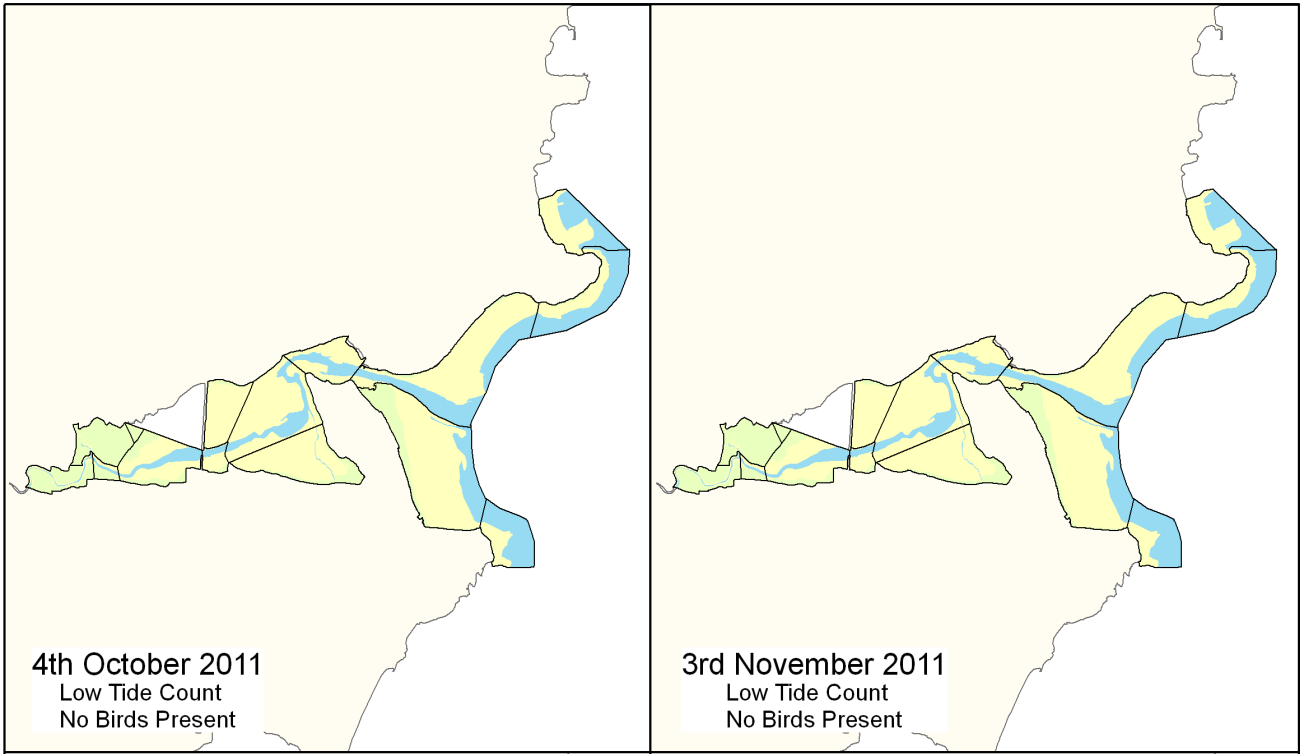 4th October 2011
Low Tide Count
No Birds Present
3rd November 2011
Low Tide Count
No Birds Present